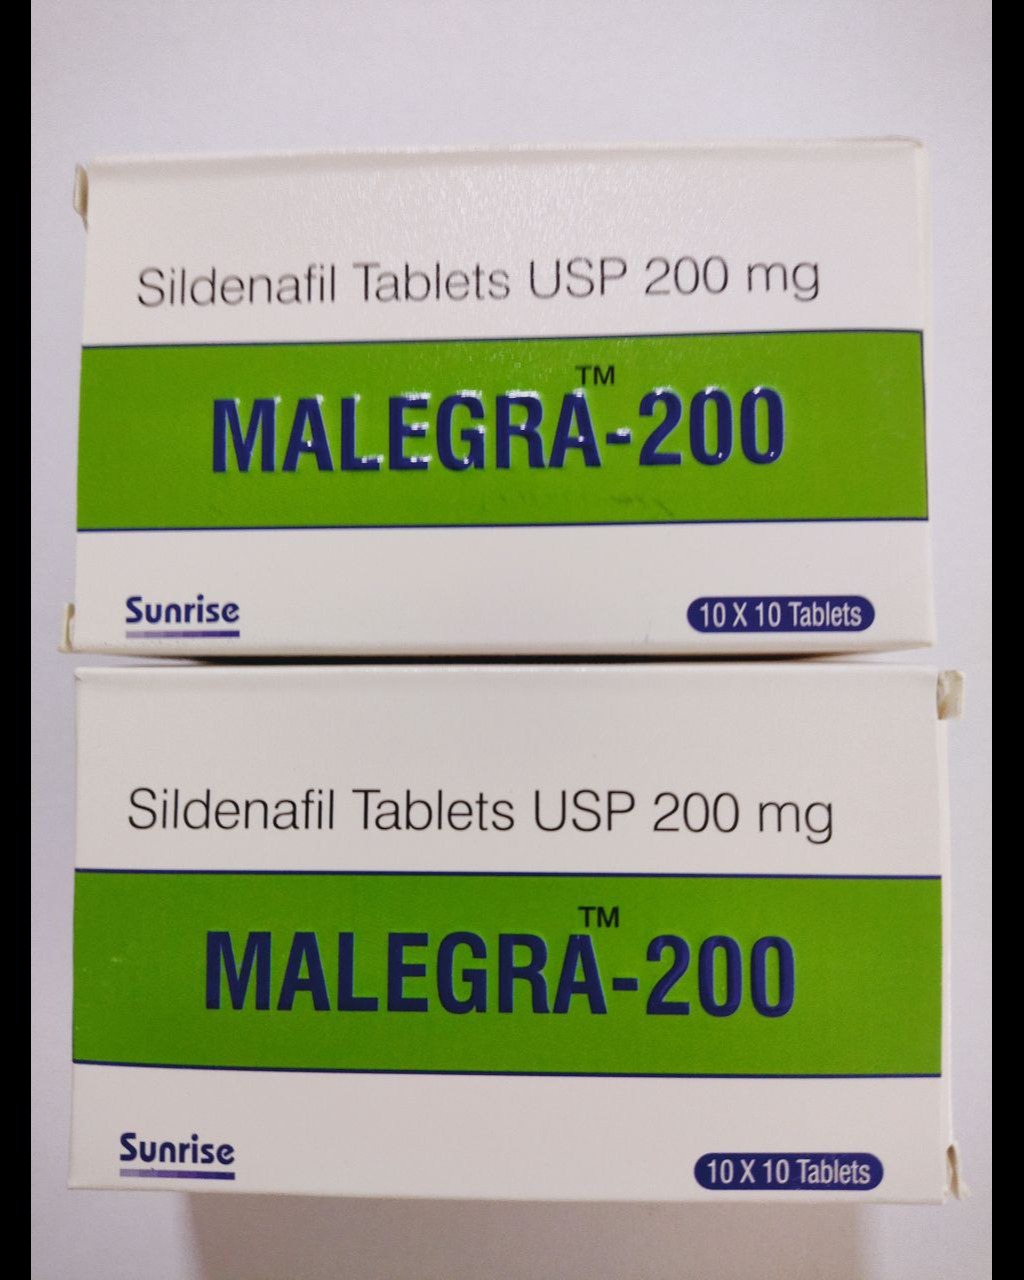 Sildenafil Tablets USP 200 mg
MALEGRA™-200
Sunrise
10 X 10 Tablets
Sildenafil Tablets USP 200 mg
MALEGRA™-200
Sunrise
10 X 10 Tablets